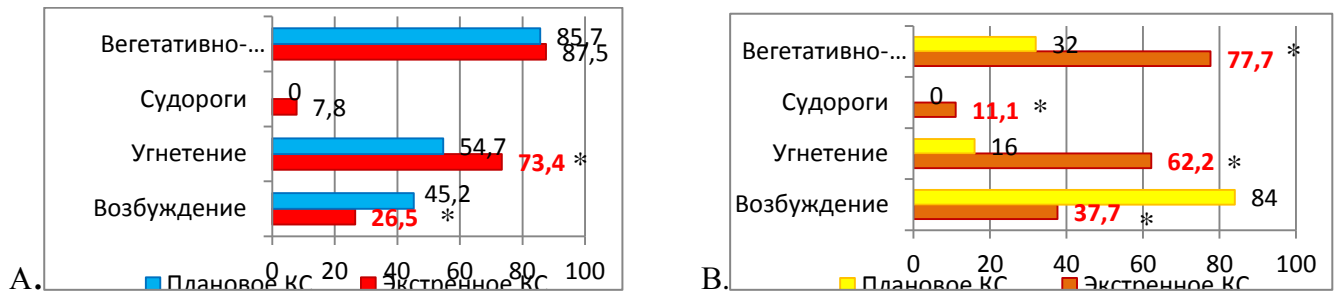 Вегетативно-...
85,7
87,5
Судороги
0
7,8
Угнетение
54,7
73,4 *
Возбуждение
45,2
26,5 *
0 20 40 60 80 100
А. Плановое КС Экстренное КС
Вегетативно-...
32
77,7 *
Судороги
0
11,1 *
Угнетение
16
62,2 *
Возбуждение
84
37,7 *
0 20 40 60 80 100
В. Плановое КС Экстренное КС